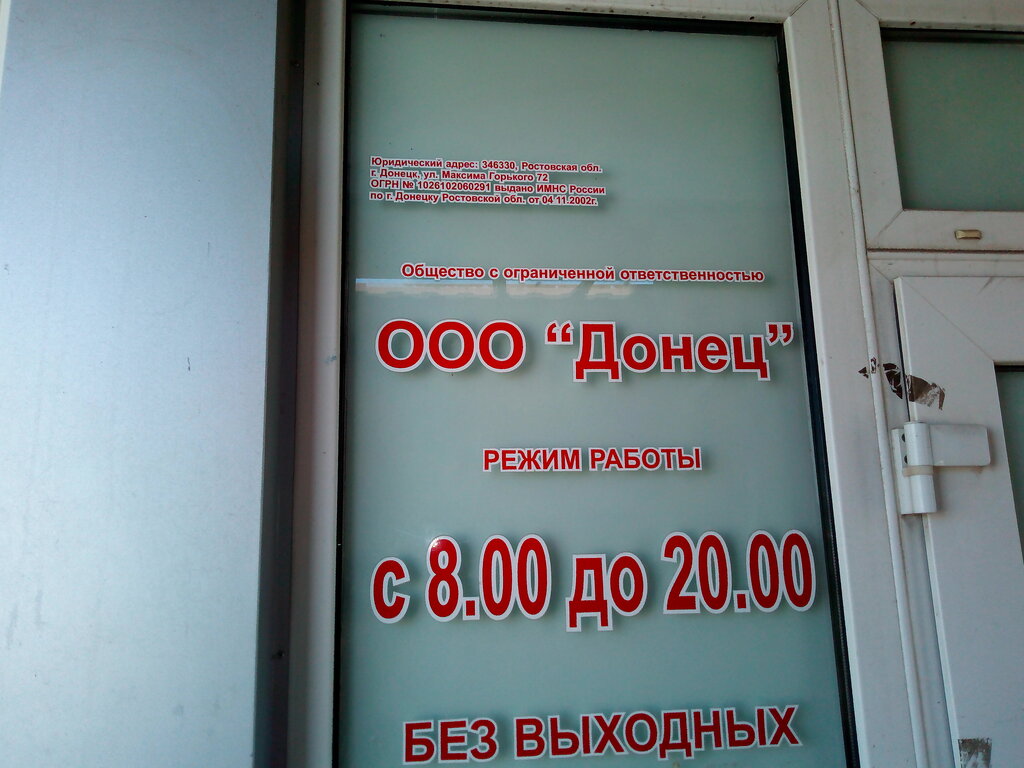 Юридический адрес: 346330, Ростовская обл.
г. Донецк, ул. Максима Горького 72
ОГРН № 1026102060291 выдано ИМНС России
по г. Донецку Ростовской обл. от 04.11.2002г.
Общество с ограниченной ответственностью
ООО “Донец”
РЕЖИМ РАБОТЫ
с 8.00 до 20.00
БЕЗ ВЫХОДНЫХ